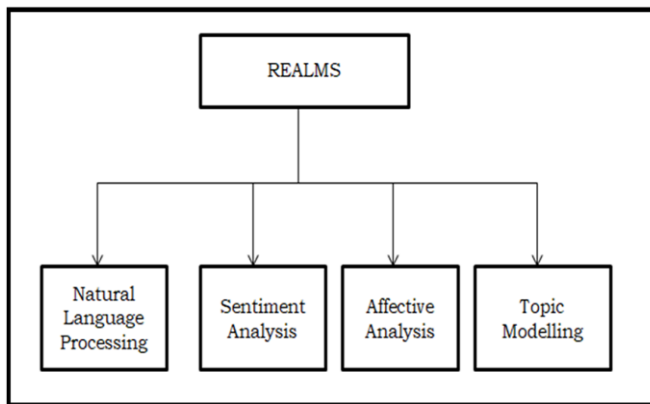 REALMS
Natural
Language
Processing
Sentiment
Analysis
Affective
Analysis
Topic
Modelling